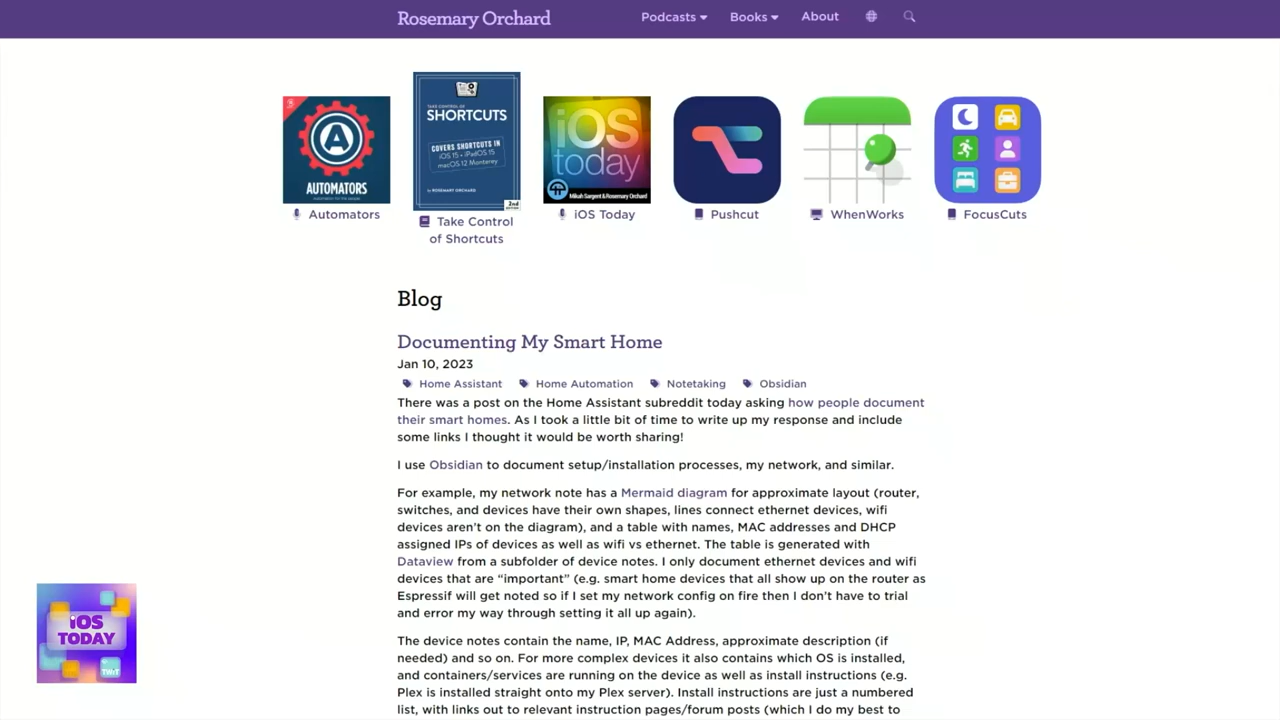 Rosemary Orchard
Podcasts
Books
About
AUTOMATORS
Automators
TAKE CONTROL OF
SHORTCUTS
COVERS SHORTCUTS IN
iOS 15 • iPadOS 15
macOS 12 Monterey
by ROSEMARY ORCHARD
2nd
Take Control
of Shortcuts
iOS
today
Mikah Sargent & Rosemary Orchard
iOS Today
Pushcut
WhenWorks
FocusCuts
Blog
Documenting My Smart Home
Jan 10, 2023
Home Assistant Home Automation Notetaking Obsidian
There was a post on the Home Assistant subreddit today asking how people document
their smart homes. As I took a little bit of time to write up my response and include
some links I thought it would be worth sharing!
I use Obsidian to document setup/installation processes, my network, and similar.
For example, my network note has a Mermaid diagram for approximate layout (router,
switches, and devices have their own shapes, lines connect ethernet devices, wifi
devices aren't on the diagram), and a table with names, MAC addresses and DHCP
assigned IPs of devices as well as wifi vs ethernet. The table is generated with
Dataview from a subfolder of device notes. I only document ethernet devices and wifi
devices that are “important” (e.g. smart home devices that all show up on the router as
Espressif will get noted so if I set my network config on fire then I don't have to trial
and error my way through setting it all up again).
The device notes contain the name, IP, MAC Address, approximate description (if
needed) and so on. For more complex devices it also contains which OS is installed,
and containers/services are running on the device as well as install instructions (e.g.
Plex is installed straight onto my Plex server). Install instructions are just a numbered
list, with links out to relevant instruction pages/forum posts (which I do my best to
iOS
TODAY
TWiT